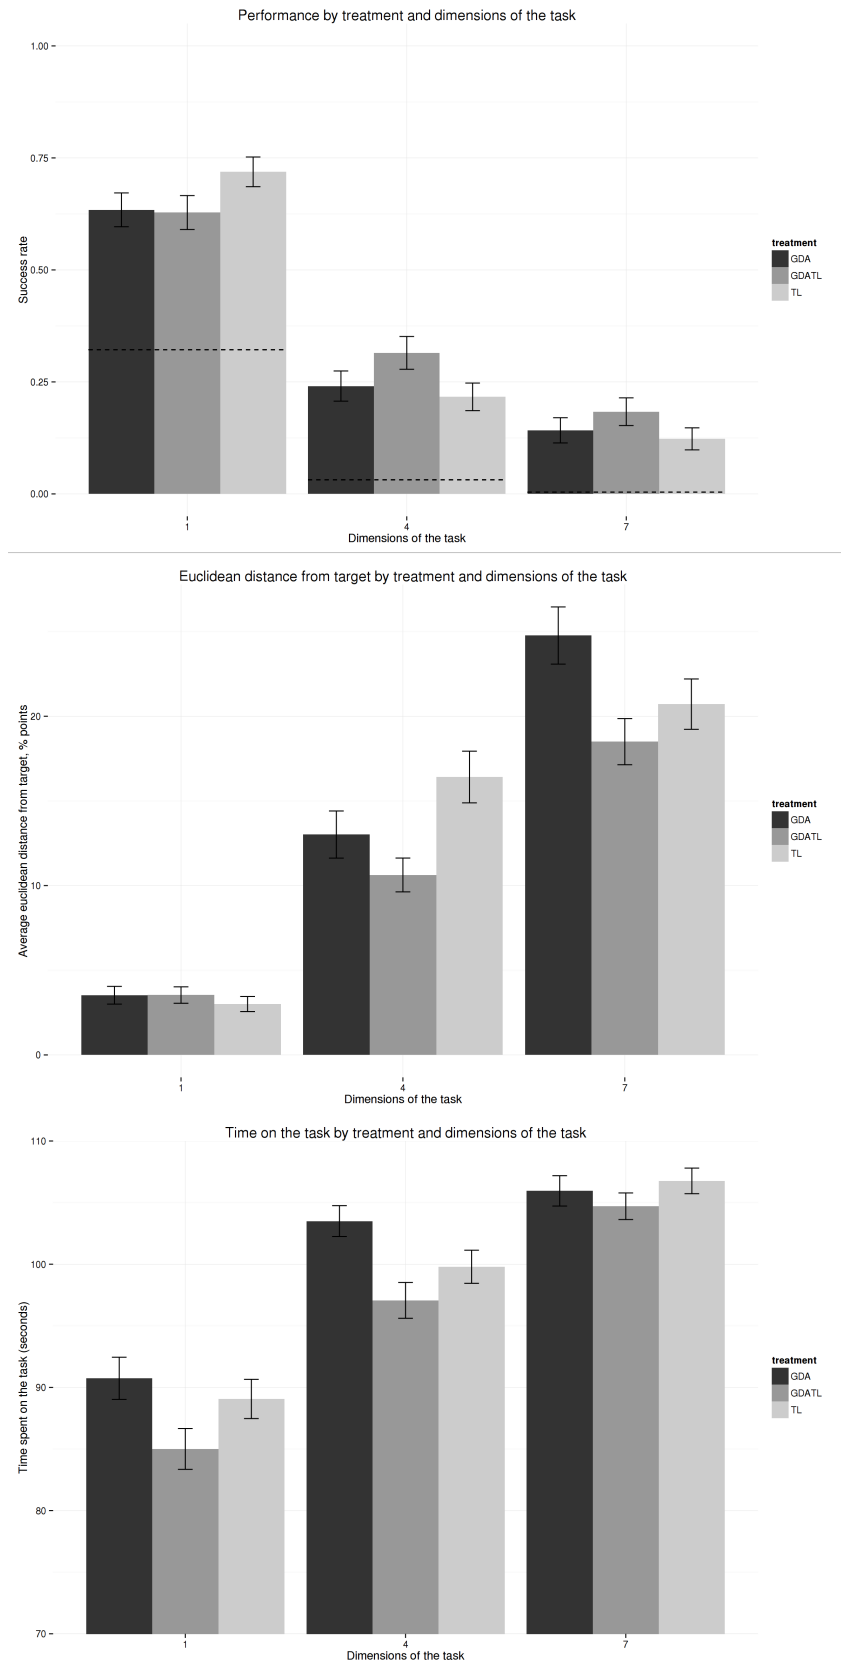 Performance by treatment and dimensions of the task
1.00
0.75
0.50
0.25
0.00
Success rate
treatment
GDA
GDATL
TL
1
4
7
Dimensions of the task
Euclidean distance from target by treatment and dimensions of the task
20
10
0
Average euclidean distance from target, % points
treatment
GDA
GDATL
TL
1
4
7
Dimensions of the task
Time on the task by treatment and dimensions of the task
110
100
90
80
70
Time spent on the task (seconds)
treatment
GDA
GDATL
TL
1
4
7
Dimensions of the task